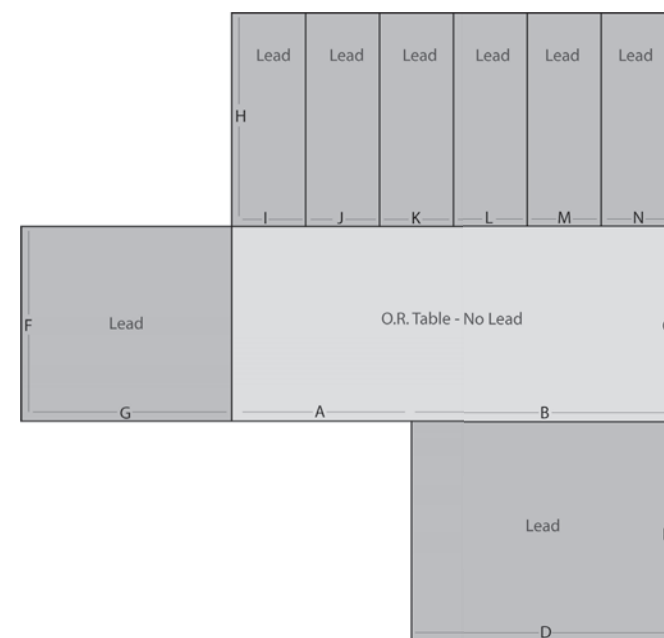 Lead Lead Lead Lead Lead Lead
H
I J K L M N
F Lead O.R. Table - No Lead
G A B
Lead
D